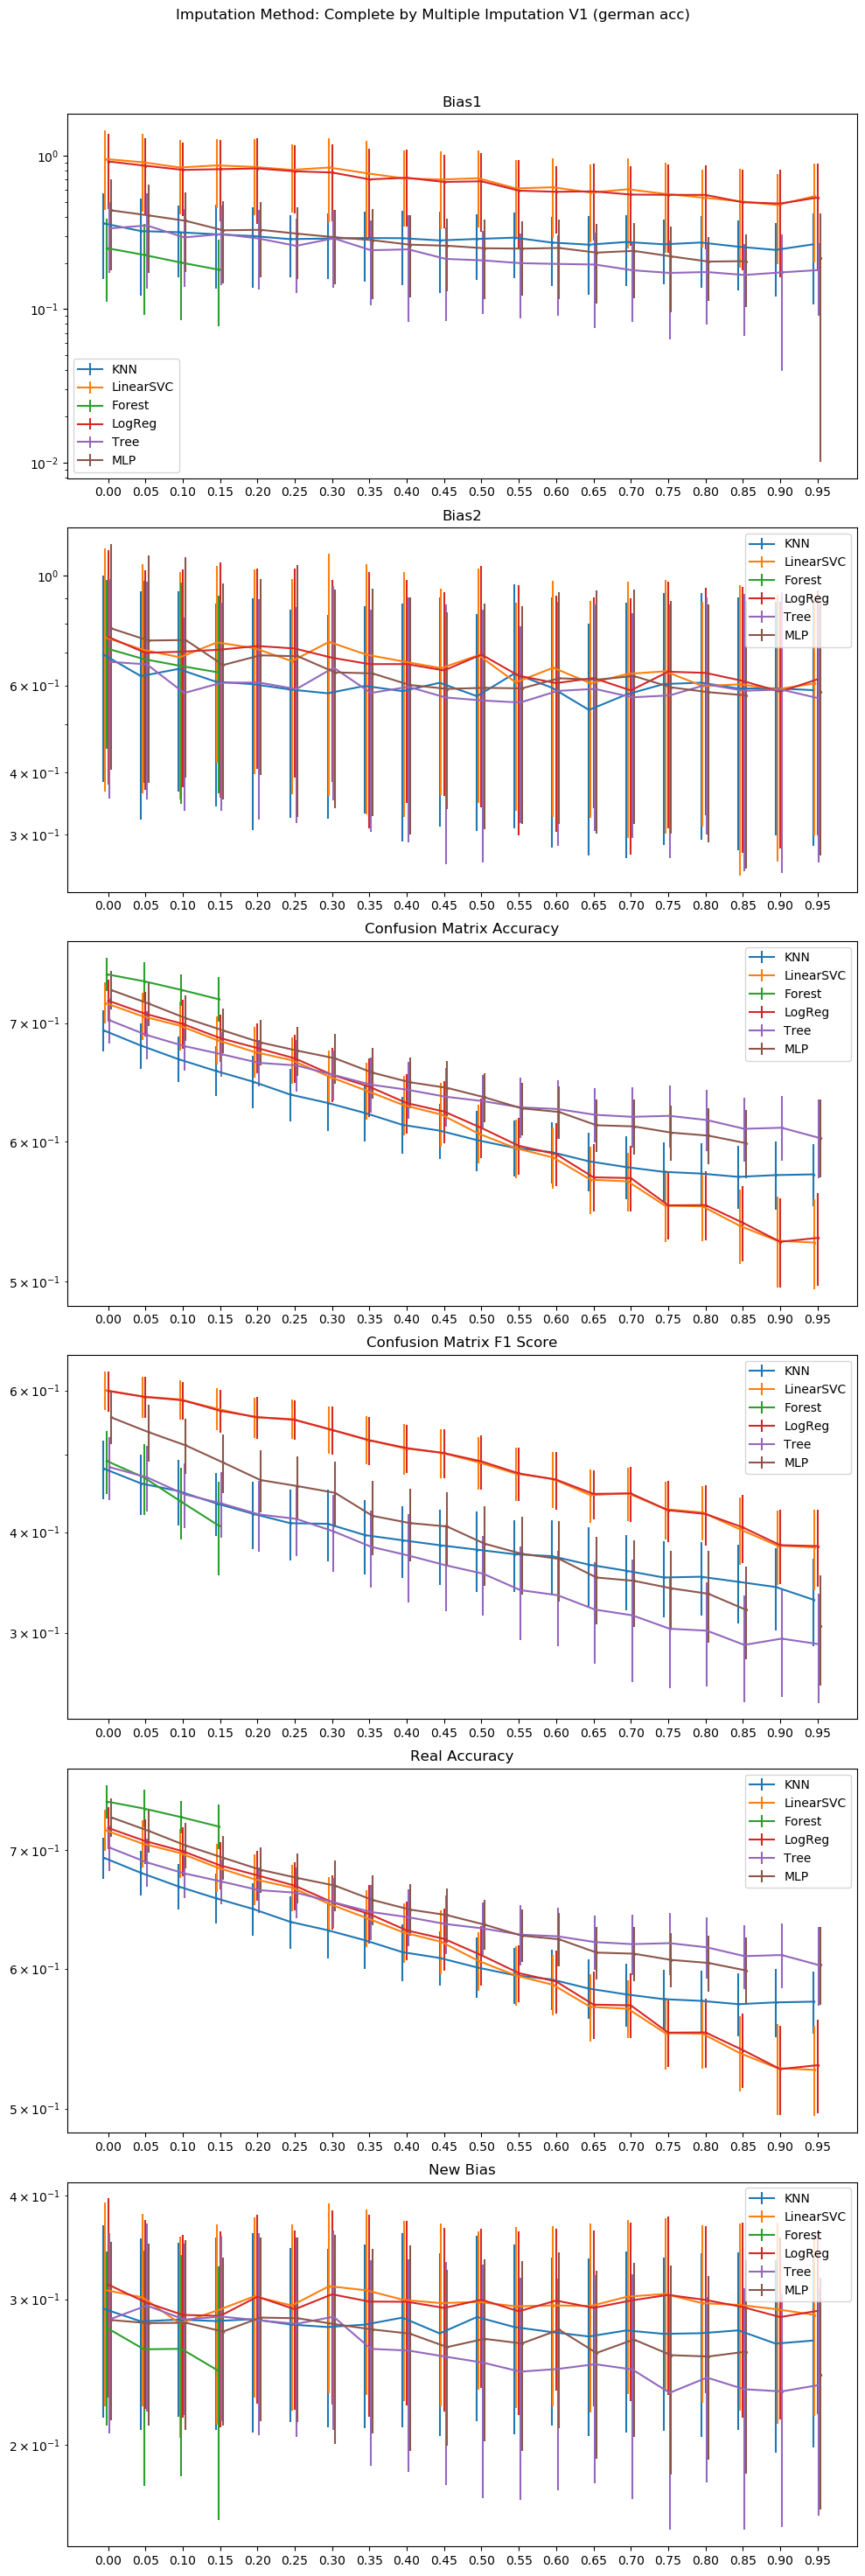 Imputation Method: Complete by Multiple Imputation V1 (german acc)
Bias1
10⁰
10⁻¹
10⁻²
KNN
LinearSVC
Forest
LogReg
Tree
MLP
0.00 0.05 0.10 0.15 0.20 0.25 0.30 0.35 0.40 0.45 0.50 0.55 0.60 0.65 0.70 0.75 0.80 0.85 0.90 0.95
Bias2
10⁰
6 × 10⁻¹
4 × 10⁻¹
3 × 10⁻¹
KNN
LinearSVC
Forest
LogReg
Tree
MLP
0.00 0.05 0.10 0.15 0.20 0.25 0.30 0.35 0.40 0.45 0.50 0.55 0.60 0.65 0.70 0.75 0.80 0.85 0.90 0.95
Confusion Matrix Accuracy
7 × 10⁻¹
6 × 10⁻¹
5 × 10⁻¹
KNN
LinearSVC
Forest
LogReg
Tree
MLP
0.00 0.05 0.10 0.15 0.20 0.25 0.30 0.35 0.40 0.45 0.50 0.55 0.60 0.65 0.70 0.75 0.80 0.85 0.90 0.95
Confusion Matrix F1 Score
6 × 10⁻¹
4 × 10⁻¹
3 × 10⁻¹
KNN
LinearSVC
Forest
LogReg
Tree
MLP
0.00 0.05 0.10 0.15 0.20 0.25 0.30 0.35 0.40 0.45 0.50 0.55 0.60 0.65 0.70 0.75 0.80 0.85 0.90 0.95
Real Accuracy
7 × 10⁻¹
6 × 10⁻¹
5 × 10⁻¹
KNN
LinearSVC
Forest
LogReg
Tree
MLP
0.00 0.05 0.10 0.15 0.20 0.25 0.30 0.35 0.40 0.45 0.50 0.55 0.60 0.65 0.70 0.75 0.80 0.85 0.90 0.95
New Bias
4 × 10⁻¹
3 × 10⁻¹
2 × 10⁻¹
KNN
LinearSVC
Forest
LogReg
Tree
MLP
0.00 0.05 0.10 0.15 0.20 0.25 0.30 0.35 0.40 0.45 0.50 0.55 0.60 0.65 0.70 0.75 0.80 0.85 0.90 0.95